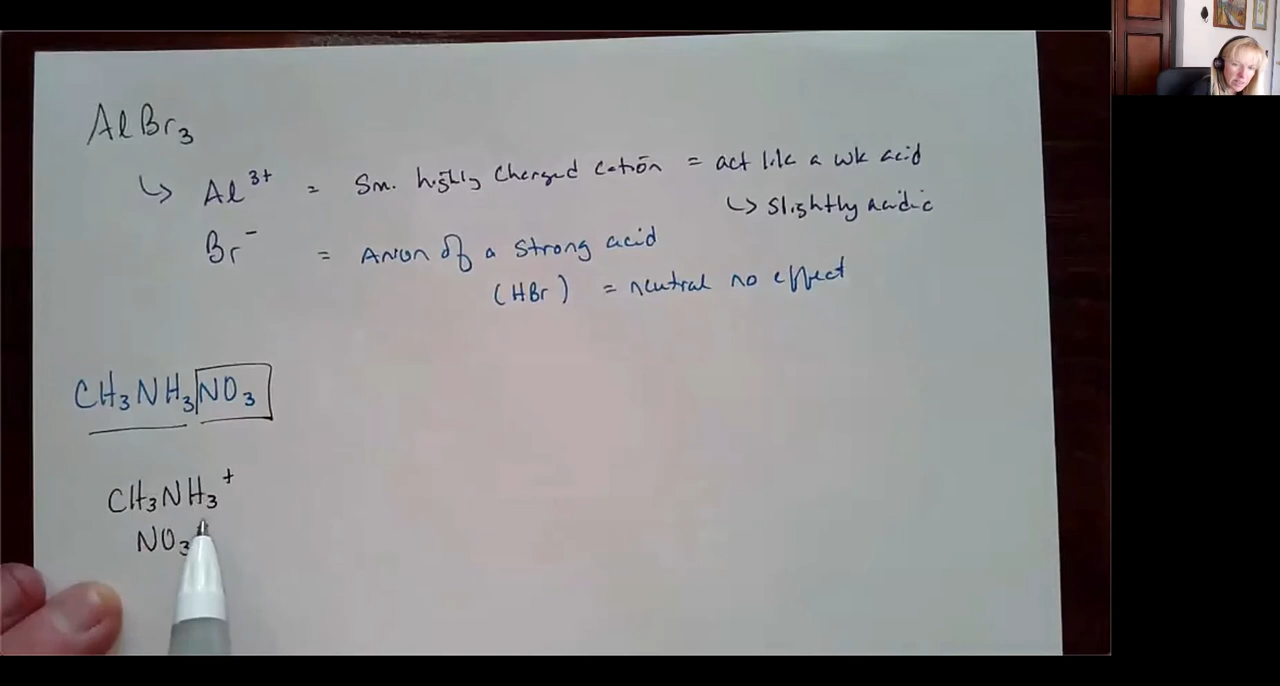 AlBr₃
↳ Al³⁺ = Sm. highly charged cation = act like a wk acid
↳ slightly acidic
Br⁻ = Anion of a strong acid
(HBr) = neutral no effect
CH₃NH₃NO₃
CH₃NH₃⁺
NO₃